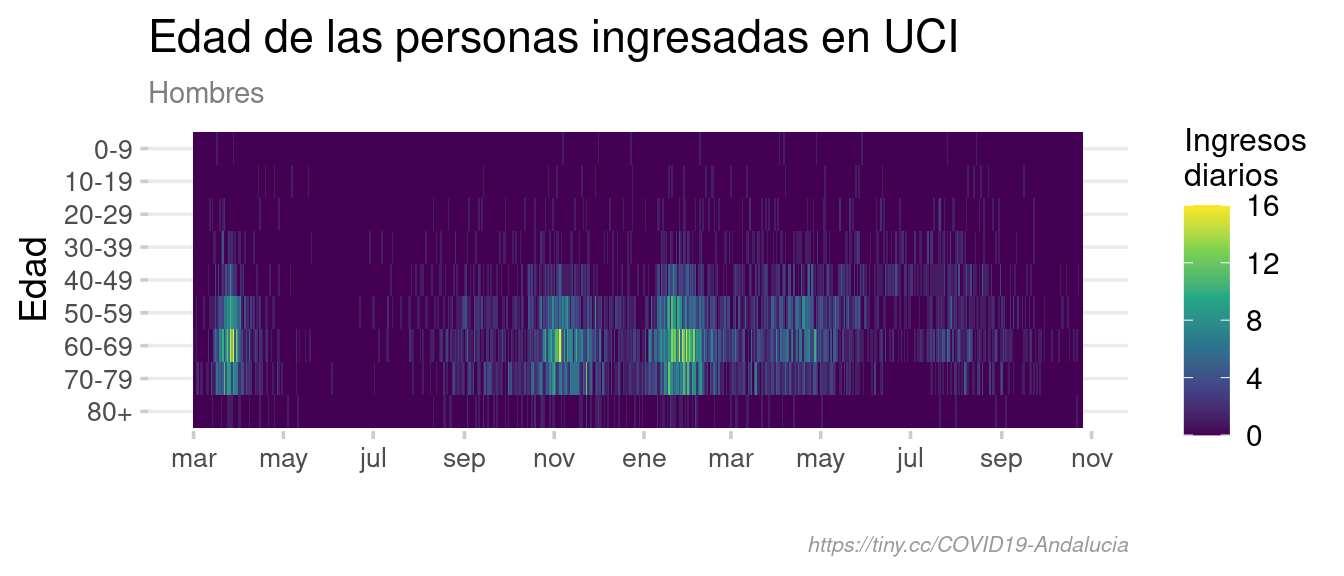 Edad de las personas ingresadas en UCI
Hombres
Edad
0-9
10-19
20-29
30-39
40-49
50-59
60-69
70-79
80+
mar may jul sep nov ene mar may jul sep nov
Ingresos
diarios
16
12
8
4
0
https://tiny.cc/COVID19-Andalucia